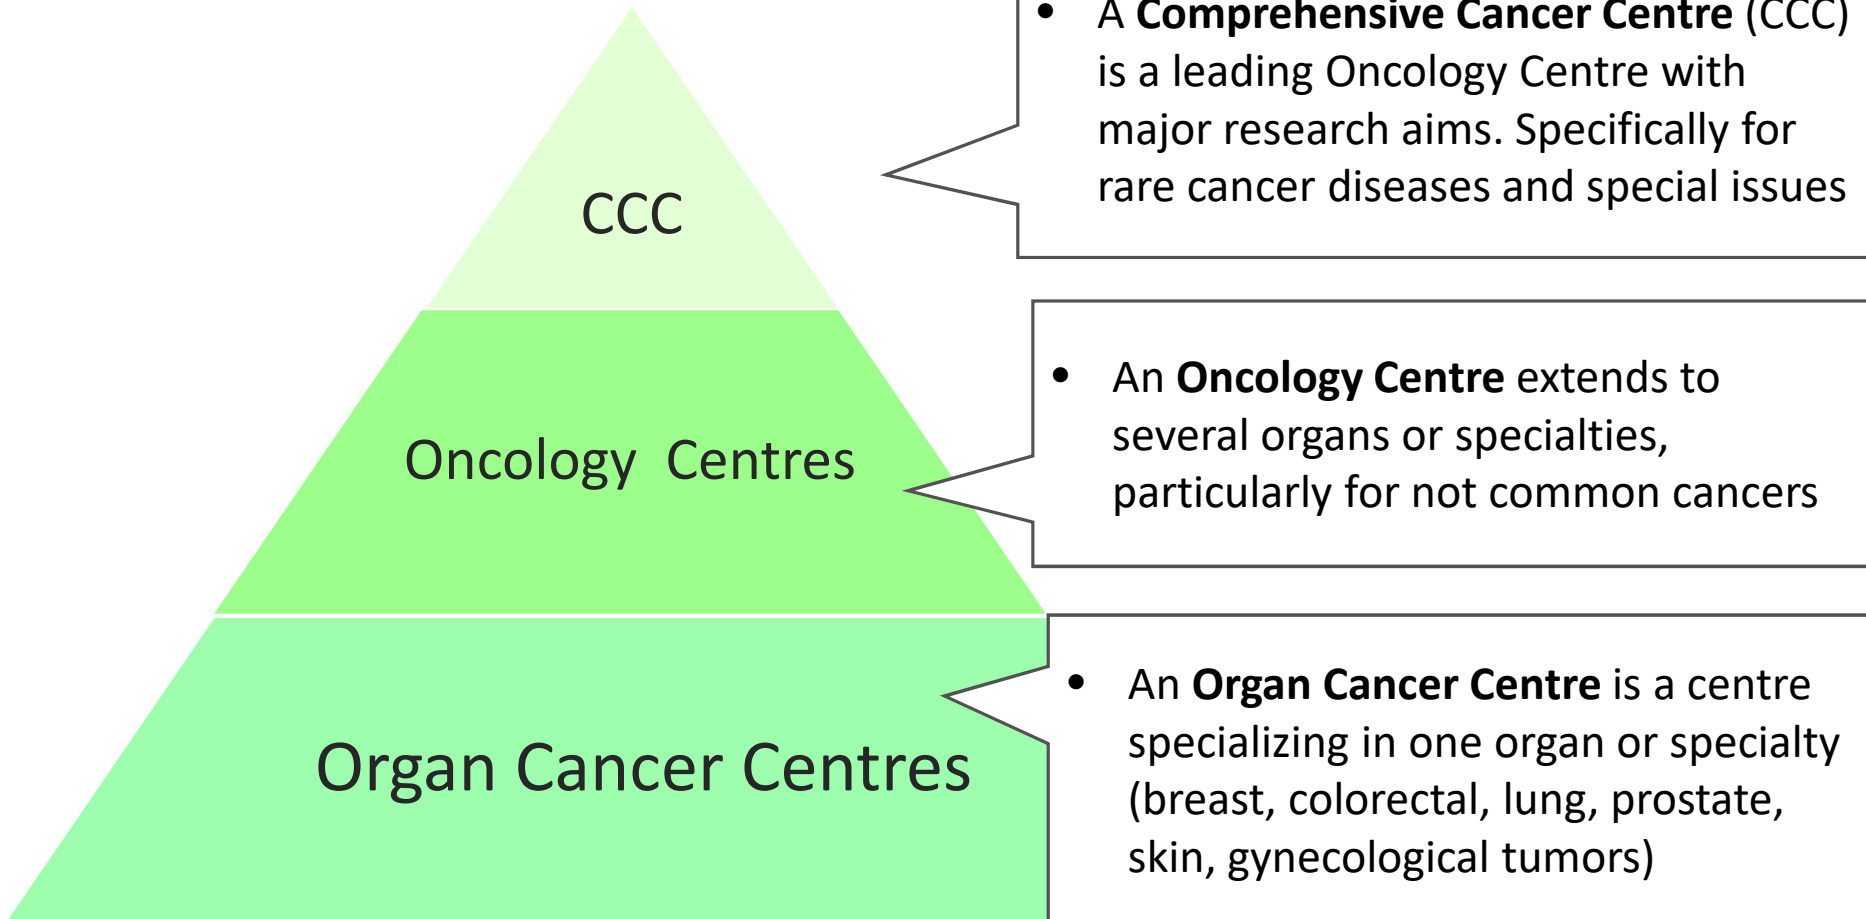 CCC
Oncology Centres
Organ Cancer Centres
• A Comprehensive Cancer Centre (CCC)
is a leading Oncology Centre with
major research aims. Specifically for
rare cancer diseases and special issues
• An Oncology Centre extends to
several organs or specialties,
particularly for not common cancers
• An Organ Cancer Centre is a centre
specializing in one organ or specialty
(breast, colorectal, lung, prostate,
skin, gynecological tumors)